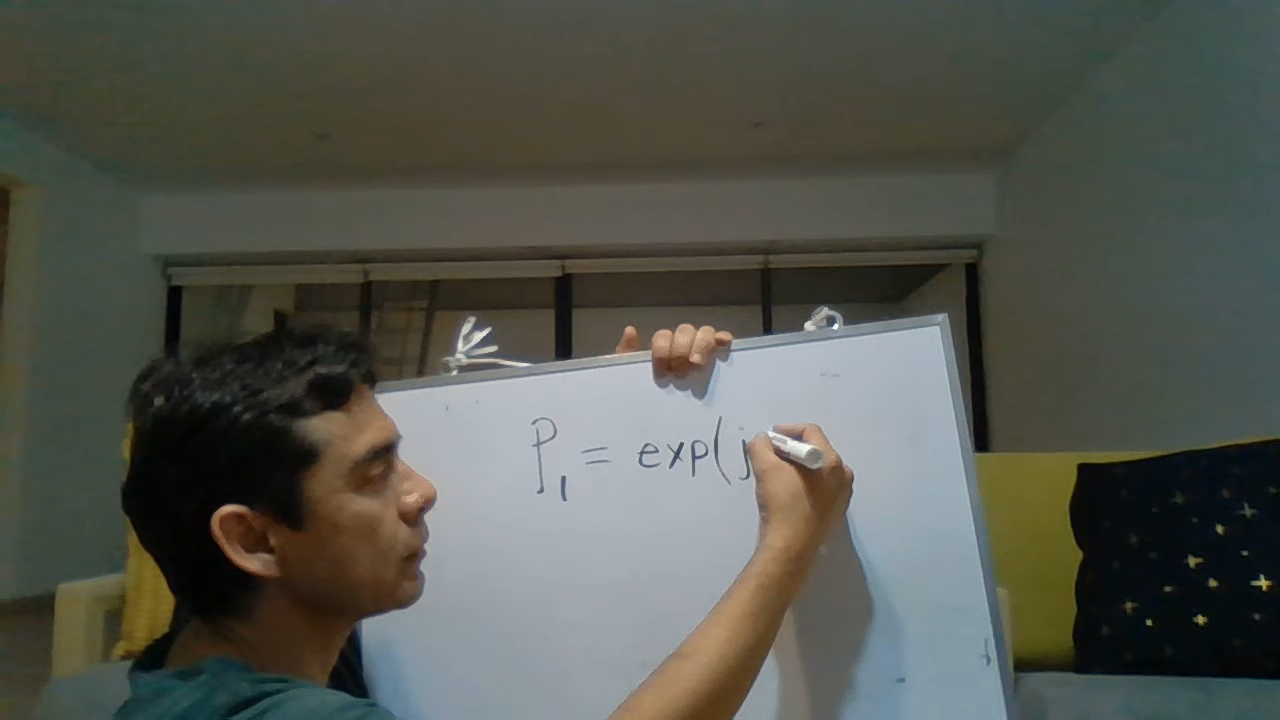 P₁ = exp(j